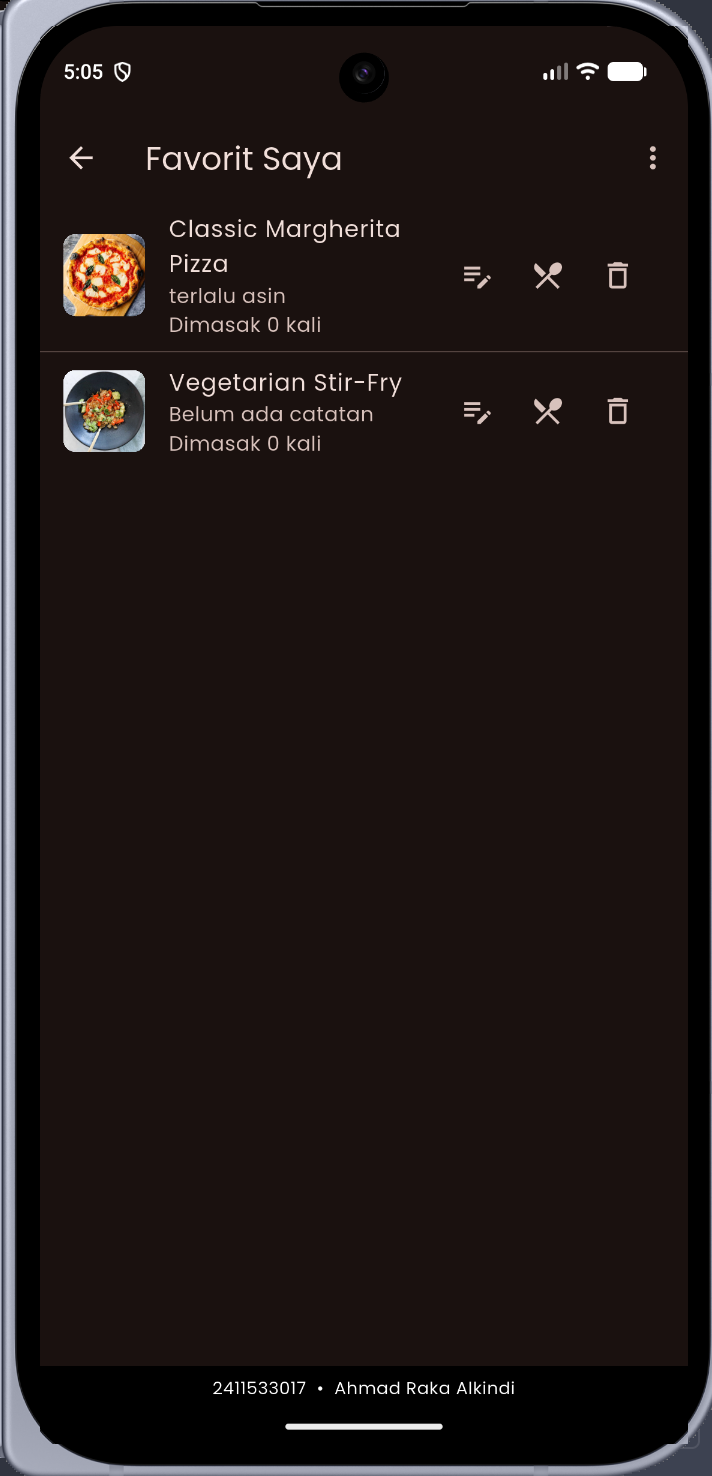 5:05
Favorit Saya
Classic Margherita
Pizza
terlalu asin
Dimasak 0 kali
Vegetarian Stir-Fry
Belum ada catatan
Dimasak 0 kali
2411533017 • Ahmad Raka Alkindi